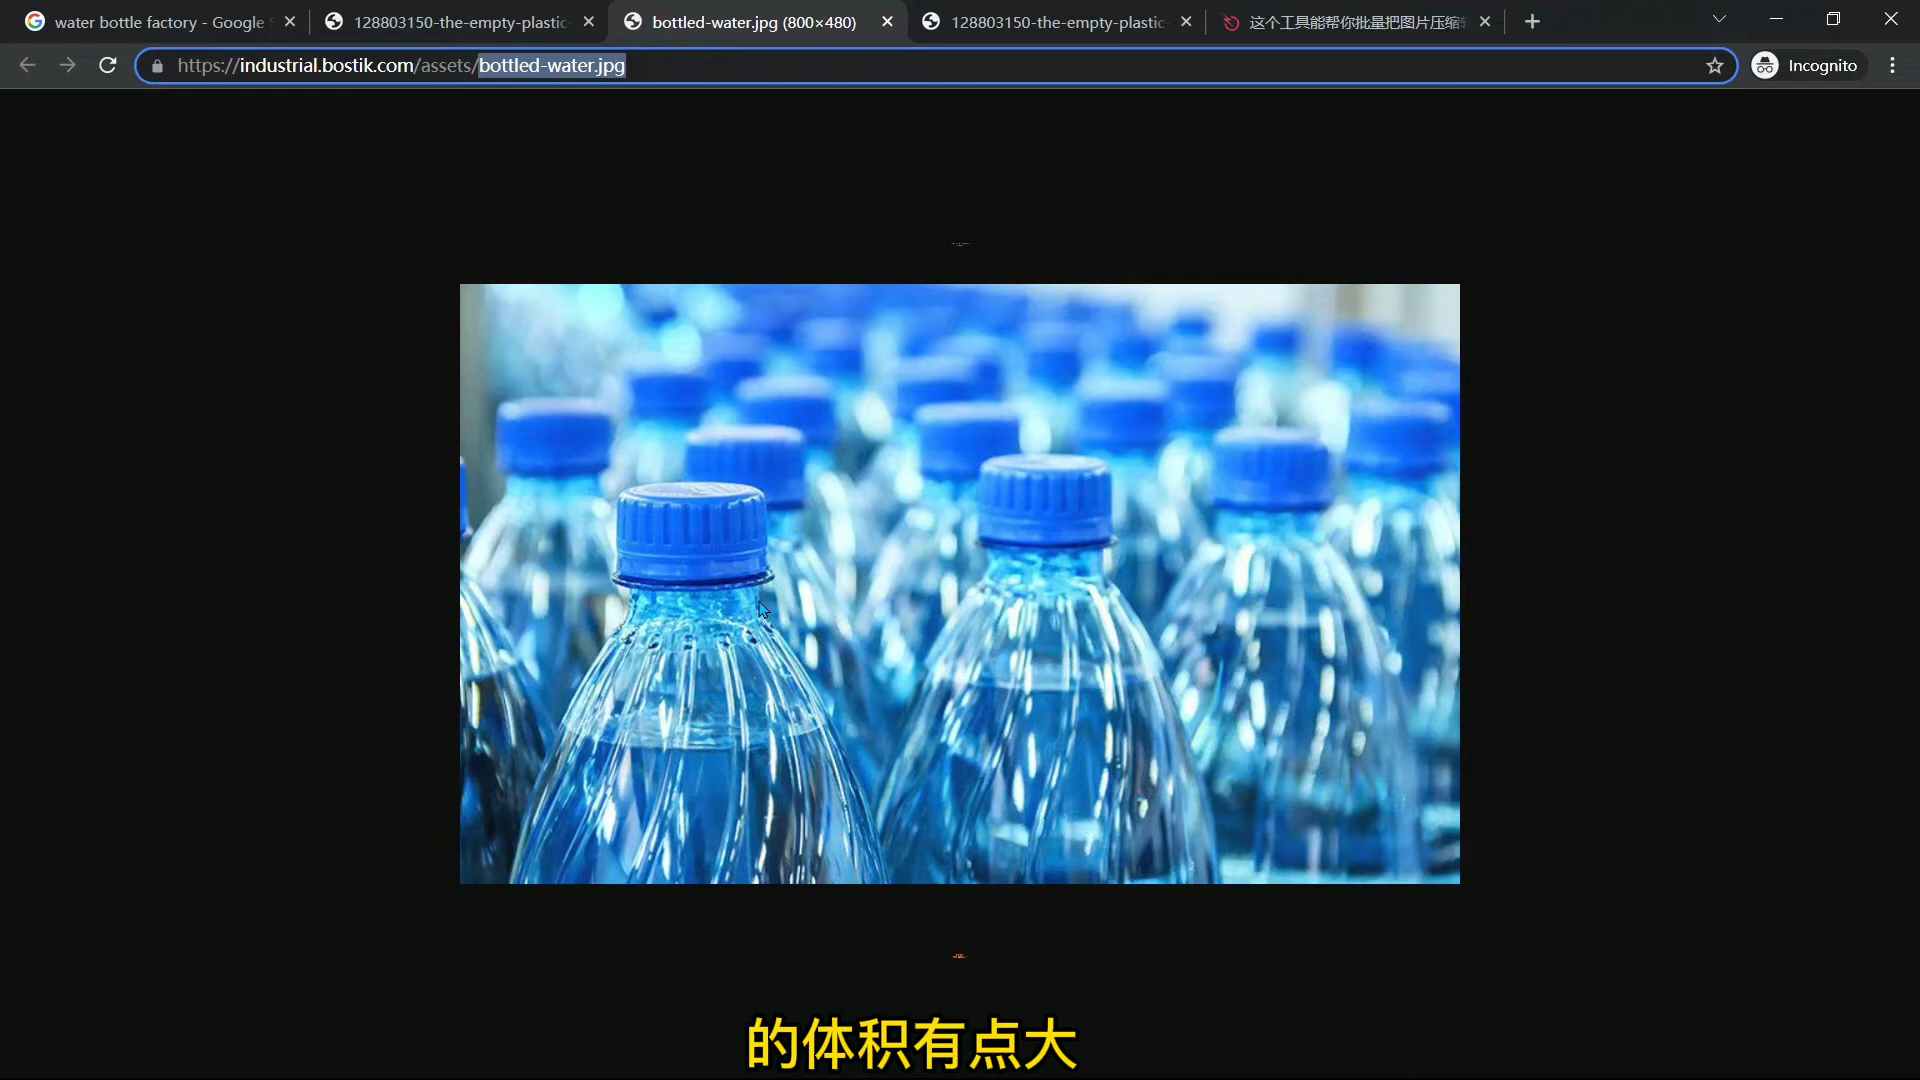 water bottle factory - Google S
128803150-the-empty-plastic-
bottled-water.jpg (800×480)
128803150-the-empty-plastic-
这个工具能帮你批量把图片压缩
https://industrial.bostik.com/assets/bottled-water.jpg
Incognito
的体积有点大